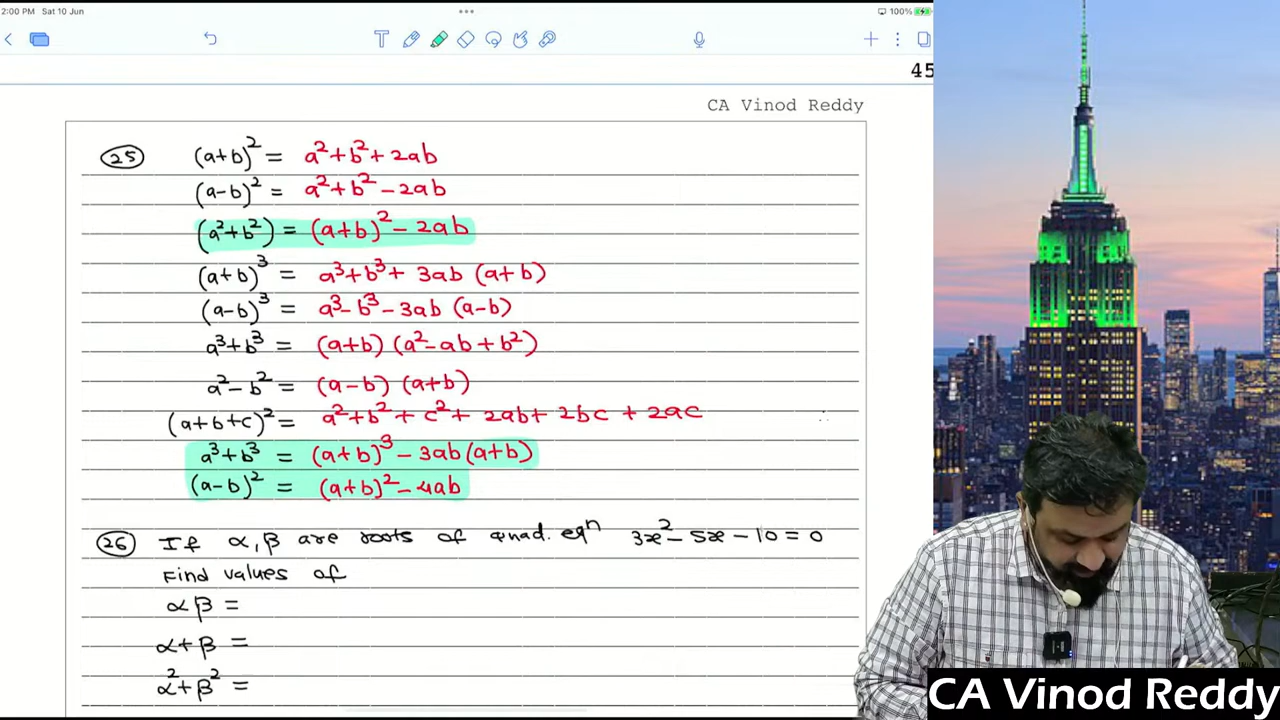 2:00 PM Sat 10 Jun
100%
45
CA Vinod Reddy
25 (a+b)² = a²+b²+2ab
(a-b)² = a²+b²-2ab
(a²+b²) = (a+b)²-2ab
(a+b)³ = a³+b³+ 3ab (a+b)
(a-b)³ = a³-b³-3ab (a-b)
a³+b³ = (a+b) (a²-ab+b²)
a²-b² = (a-b) (a+b)
(a+b+c)² = a²+b²+c²+ 2ab+ 2bc + 2ac
a³+b³ = (a+b)³-3ab(a+b)
(a-b)² = (a+b)²-4ab
26 If α, β are roots of quad. eqⁿ 3x²-5x-10=0
Find values of
αβ =
α+β =
α²+β² =
CA Vinod Reddy